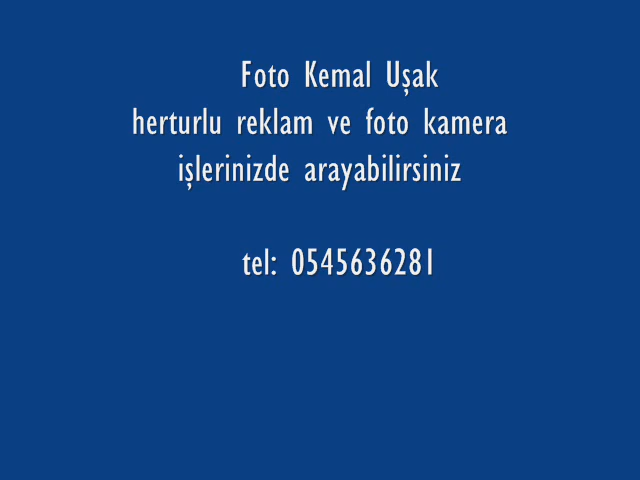 Foto Kemal Uşak
herturlu reklam ve foto kamera
işlerinizde arayabilirsiniz
tel: 0545636281